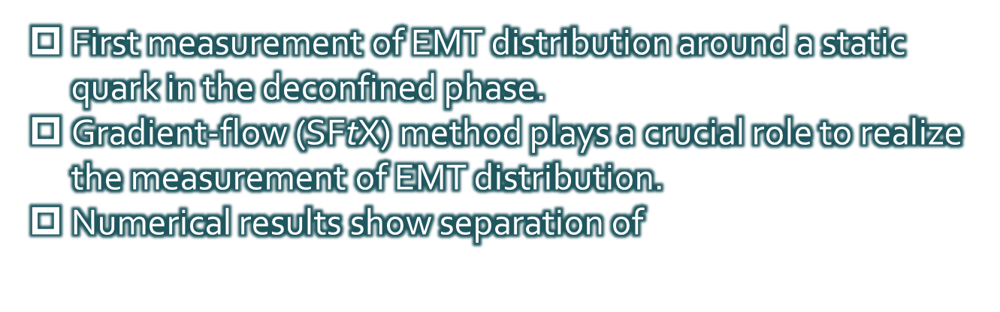 First measurement of EMT distribution around a static
quark in the deconfined phase.
Gradient-flow (SFtX) method plays a crucial role to realize
the measurement of EMT distribution.
Numerical results show separation of